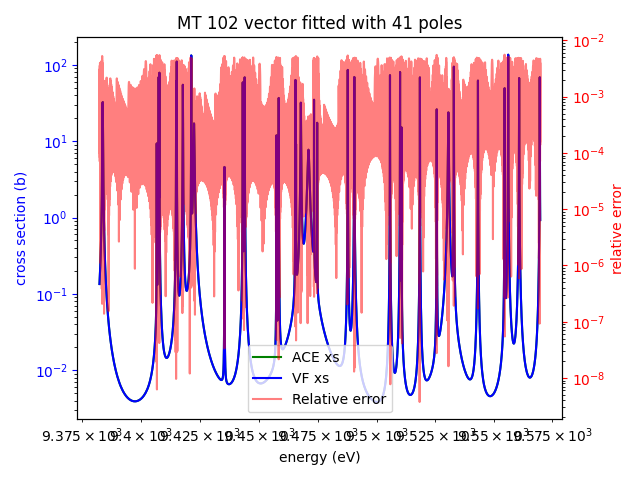 MT 102 vector fitted with 41 poles
cross section (b)
10²
10¹
10⁰
10⁻¹
10⁻²
10⁻²
10⁻³
10⁻⁴
10⁻⁵
10⁻⁶
10⁻⁷
10⁻⁸
relative error
ACE xs
VF xs
Relative error
9.375 × 10³ 9.4 × 10³ 9.425 × 10³ 9.45 × 10³ 9.475 × 10³ 9.5 × 10³ 9.525 × 10³ 9.55 × 10³ 9.575 × 10³
energy (eV)